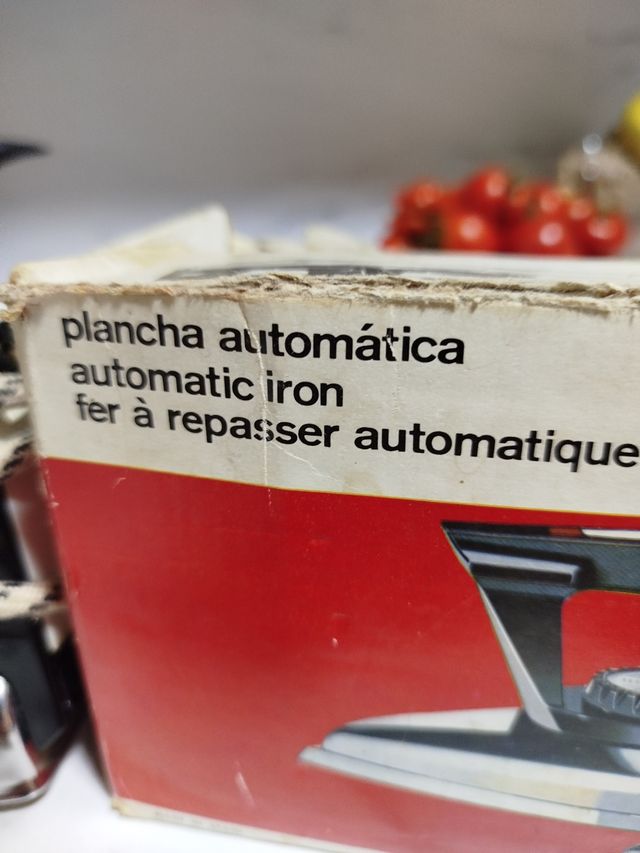 plancha automática
automatic iron
fer à repasser automatique